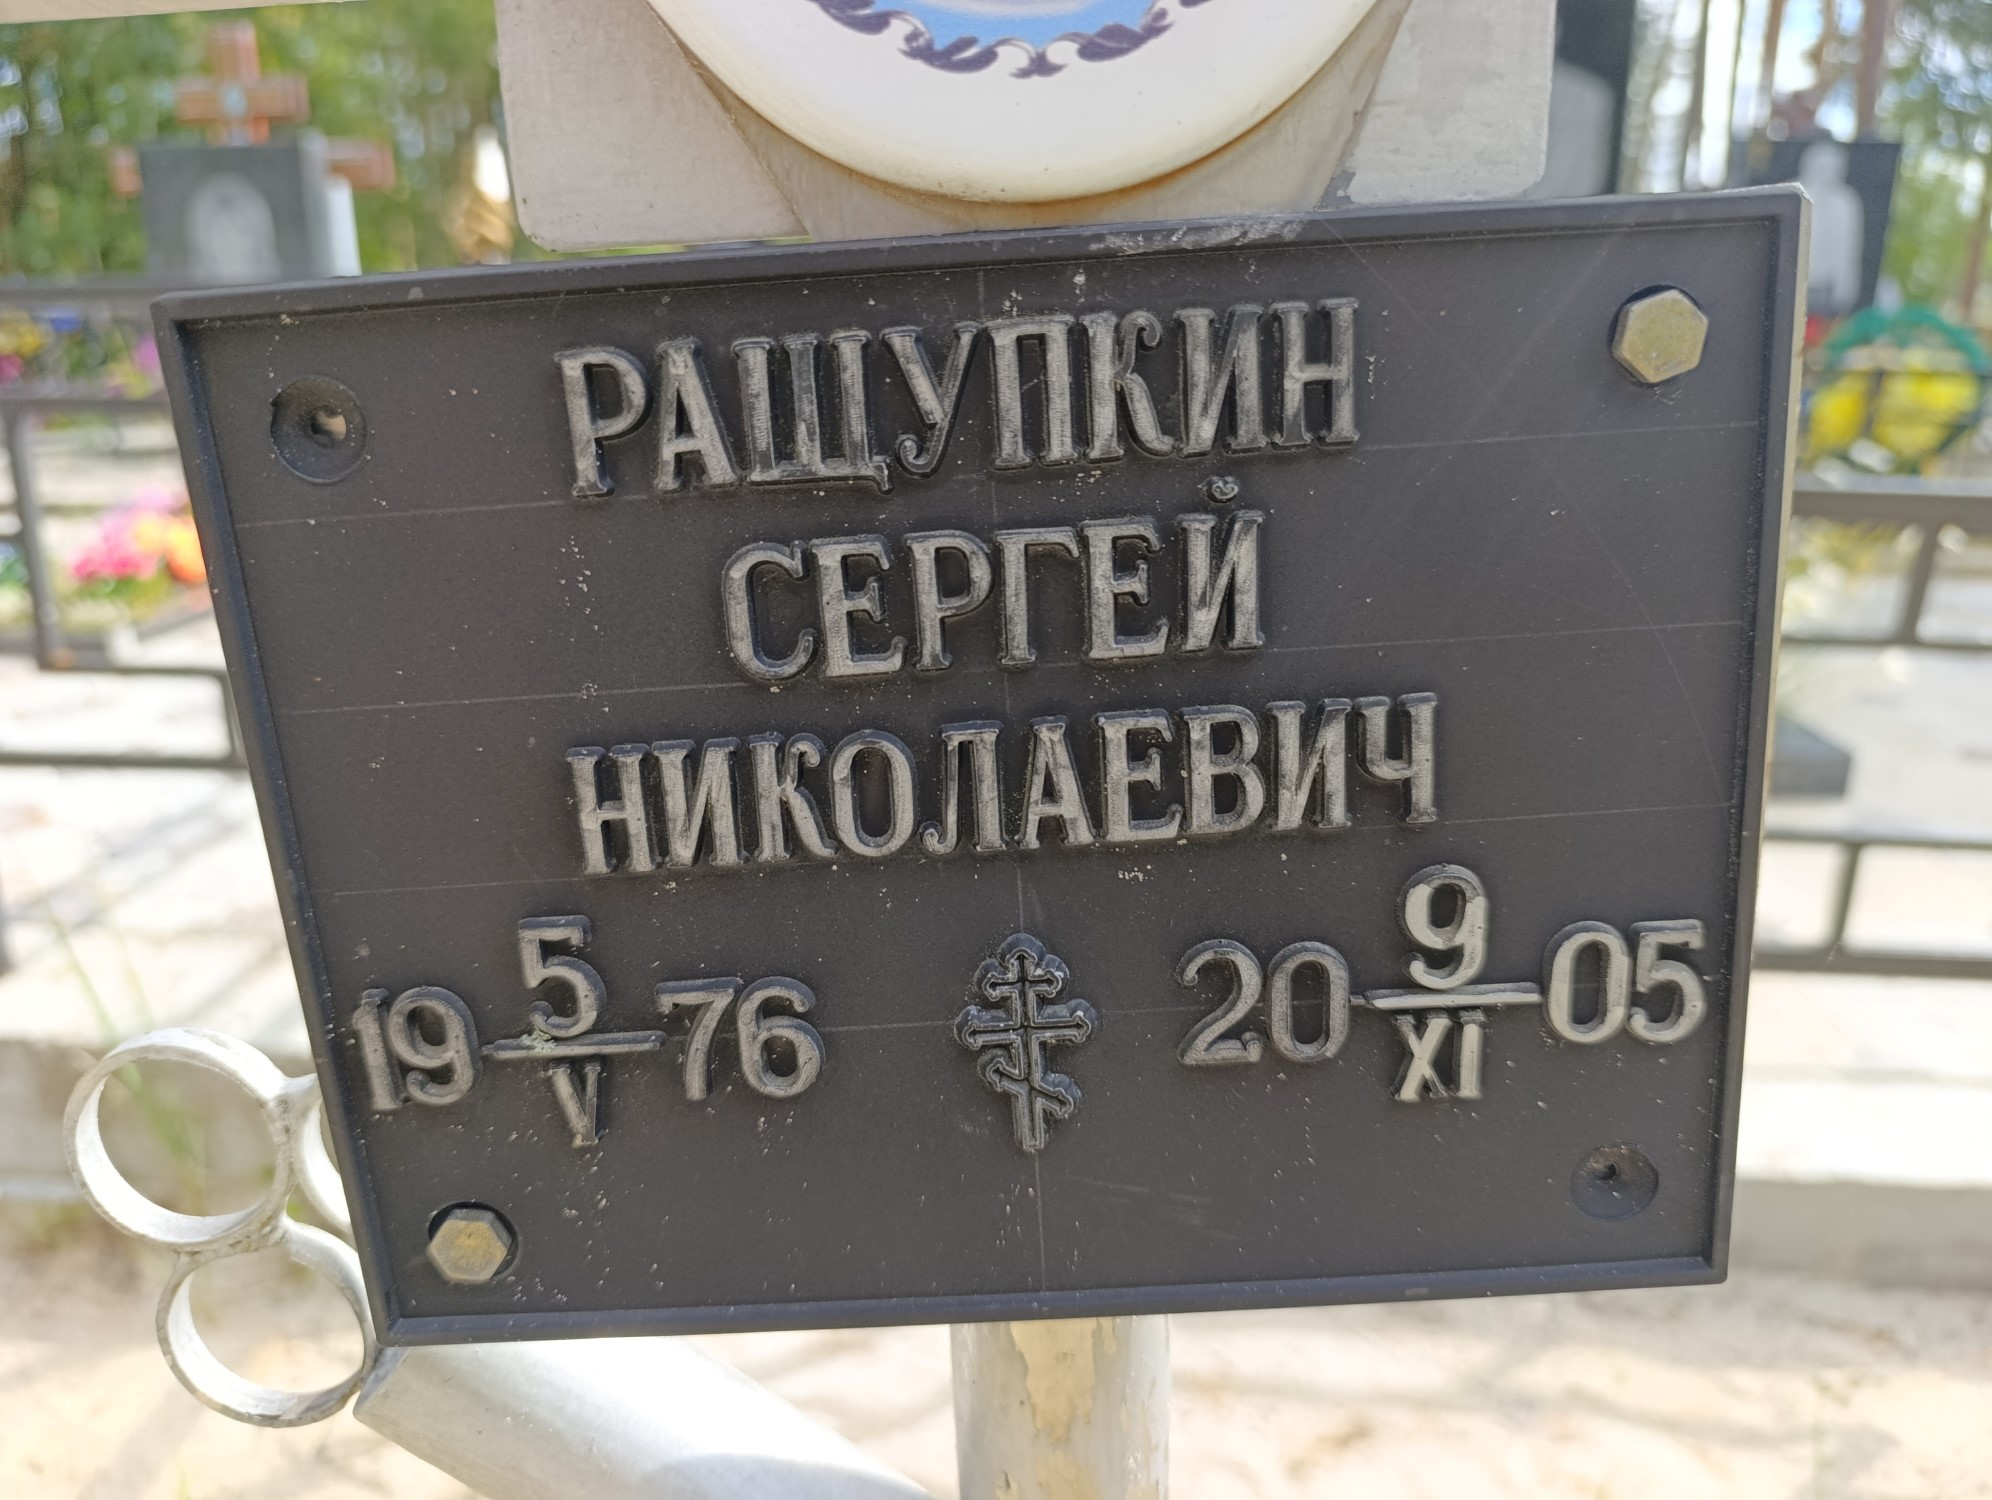 РАЩУПКИН
СЕРГЕЙ
НИКОЛАЕВИЧ
19 5/V 76 20 9/XI 05